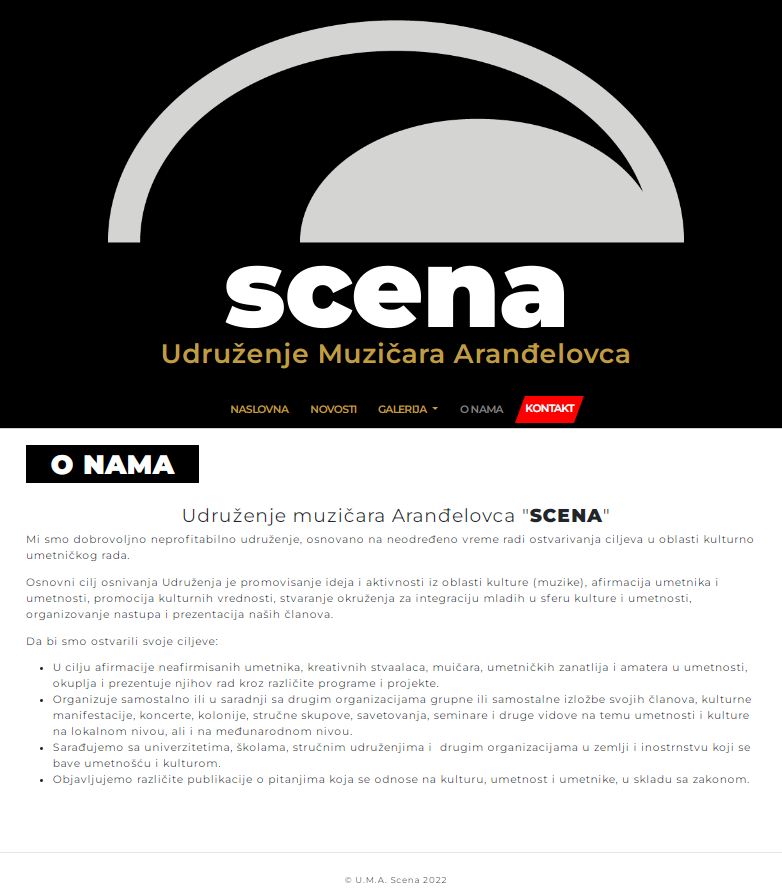 scena
Udruženje Muzičara Aranđelovca
NASLOVNA NOVOSTI GALERIJA O NAMA KONTAKT
O NAMA
Udruženje muzičara Aranđelovca "SCENA"
Mi smo dobrovoljno neprofitabilno udruženje, osnovano na neodređeno vreme radi ostvarivanja ciljeva u oblasti kulturno
umetničkog rada.
Osnovni cilj osnivanja Udruženja je promovisanje ideja i aktivnosti iz oblasti kulture (muzike), afirmacija umetnika i
umetnosti, promocija kulturnih vrednosti, stvaranje okruženja za integraciju mladih u sferu kulture i umetnosti,
organizovanje nastupa i prezentacija naših članova.
Da bi smo ostvarili svoje ciljeve:
• U cilju afirmacije neafirmisanih umetnika, kreativnih stvaalaca, muičara, umetničkih zanatlija i amatera u umetnosti,
okuplja i prezentuje njihov rad kroz različite programe i projekte.
• Organizuje samostalno ili u saradnji sa drugim organizacijama grupne ili samostalne izložbe svojih članova, kulturne
manifestacije, koncerte, kolonije, stručne skupove, savetovanja, seminare i druge vidove na temu umetnosti i kulture
na lokalnom nivou, ali i na međunarodnom nivou.
• Sarađujemo sa univerzitetima, školama, stručnim udruženjima i  drugim organizacijama u zemlji i inostrnstvu koji se
bave umetnošću i kulturom.
• Objavljujemo različite publikacije o pitanjima koja se odnose na kulturu, umetnost i umetnike, u skladu sa zakonom.
© U.M.A. Scena 2022